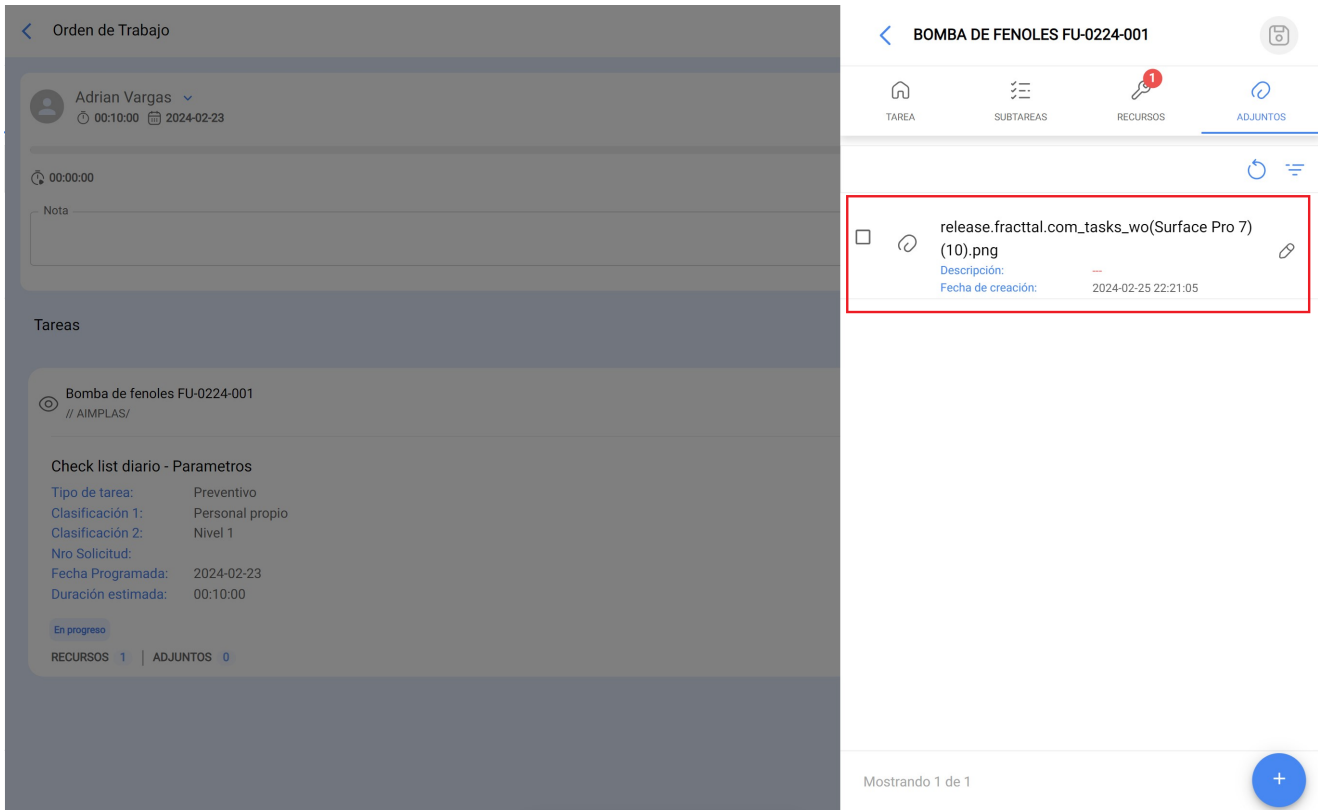 Orden de Trabajo
Adrian Vargas
00:10:00 2024-02-23
00:00:00
Nota
Tareas
Bomba de fenoles FU-0224-001
// AIMPLAS/
Check list diario - Parametros
Tipo de tarea: Preventivo
Clasificación 1: Personal propio
Clasificación 2: Nivel 1
Nro Solicitud:
Fecha Programada: 2024-02-23
Duración estimada: 00:10:00
En progreso
RECURSOS 1 | ADJUNTOS 0
BOMBA DE FENOLES FU-0224-001
1
TAREA SUBTAREAS RECURSOS ADJUNTOS
release.fracttal.com_tasks_wo(Surface Pro 7)
(10).png
Descripción: ---
Fecha de creación: 2024-02-25 22:21:05
Mostrando 1 de 1
+